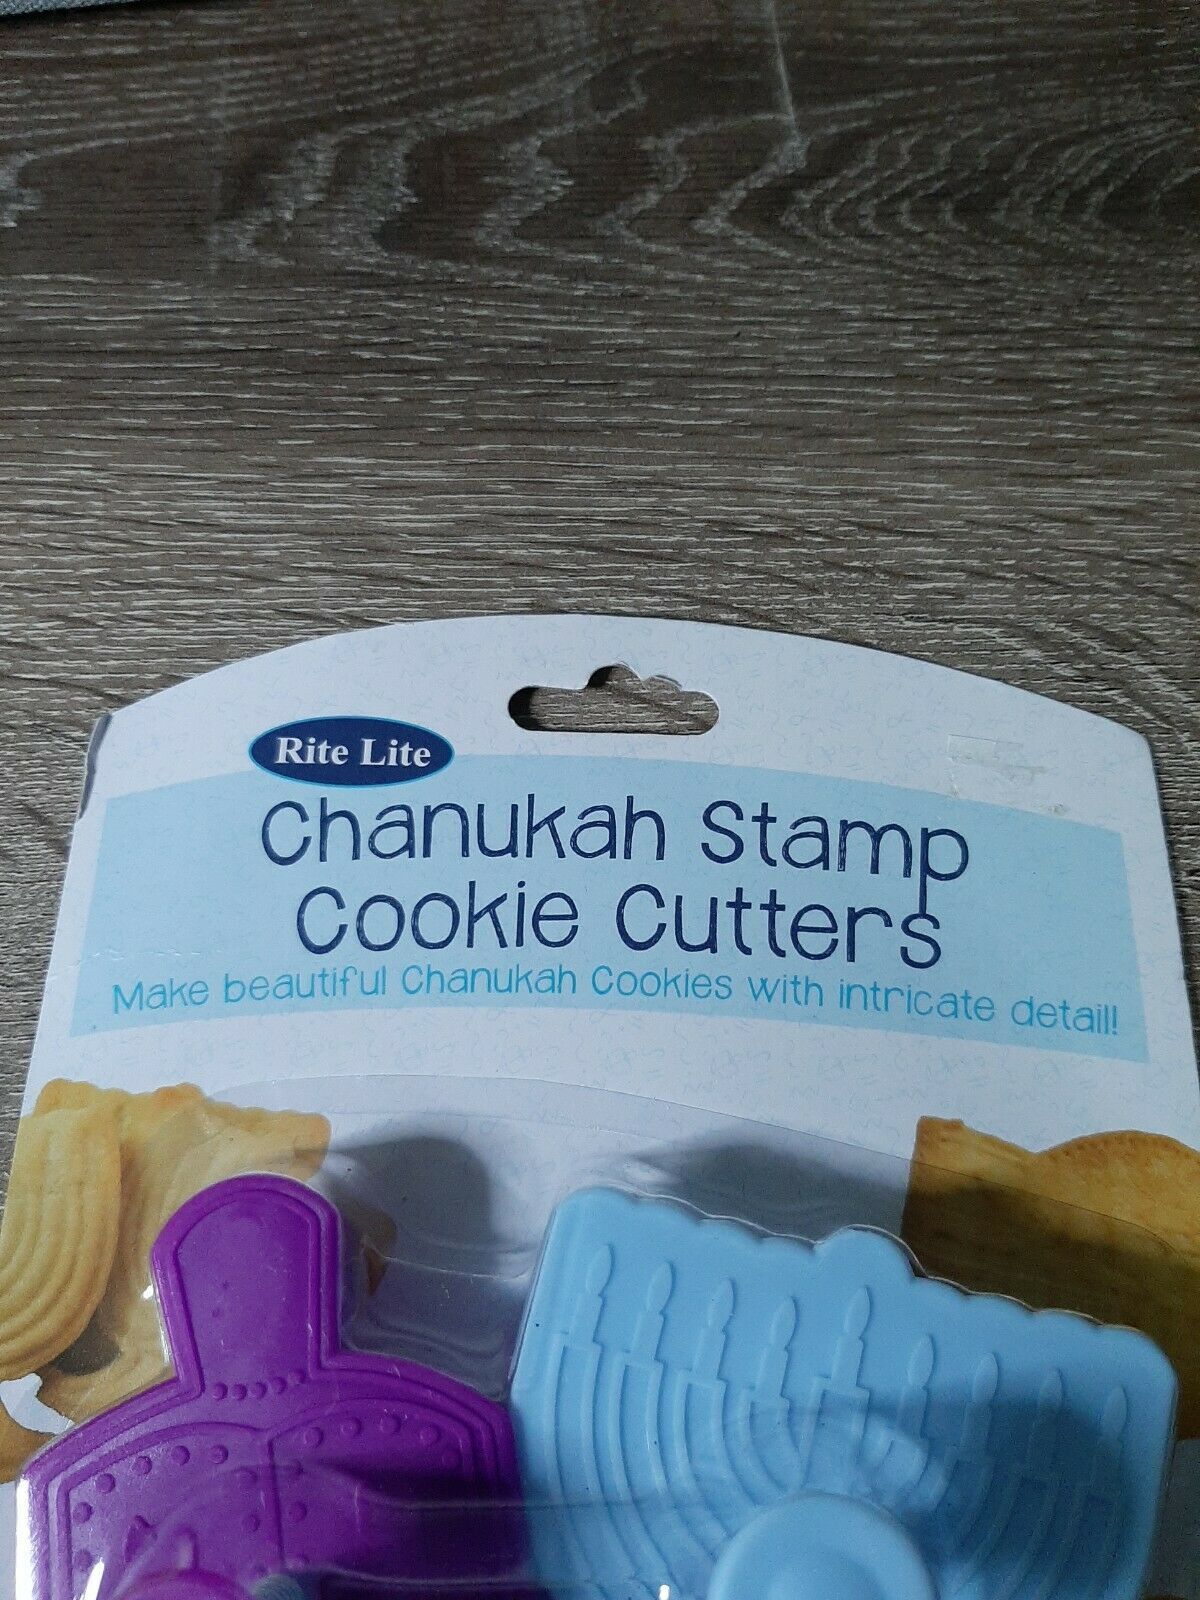 Rite Lite
Chanukah Stamp
Cookie Cutters
Make beautiful Chanukah Cookies with intricate detail!